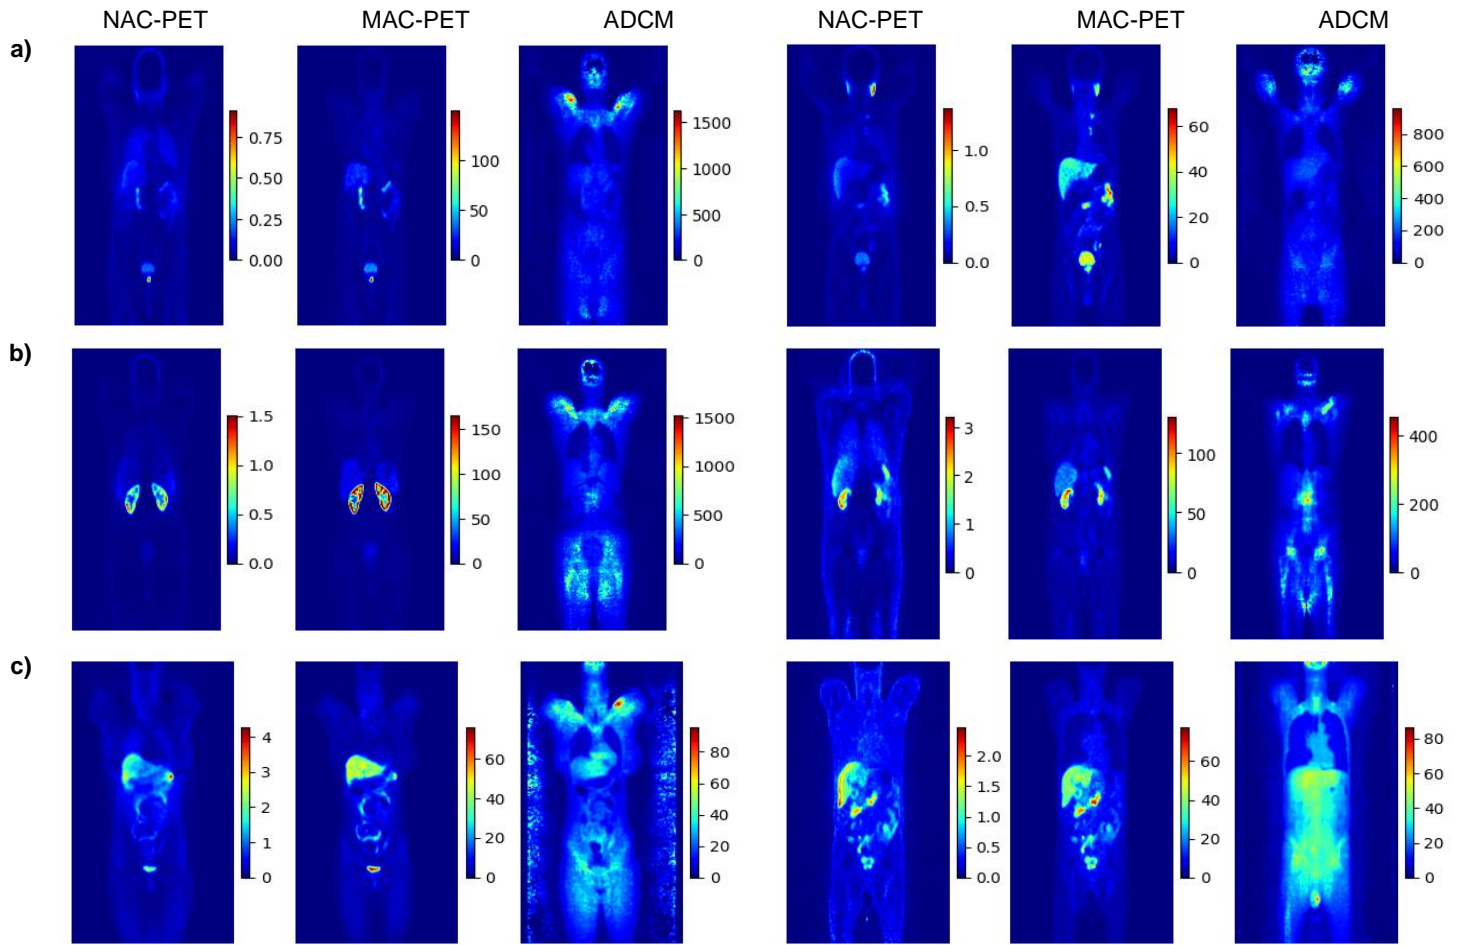 NAC-PET MAC-PET ADCM NAC-PET MAC-PET ADCM
a)
0.75 0.50 0.25 0.00
100 50 0
1500 1000 500 0
1.0 0.5 0.0
60 40 20 0
800 600 400 200 0
b)
1.5 1.0 0.5 0.0
150 100 50 0
1500 1000 500 0
3 2 1 0
100 50 0
400 200 0
c)
4 3 2 1 0
60 40 20 0
80 60 40 20 0
2.0 1.5 1.0 0.5 0.0
60 40 20 0
80 60 40 20 0